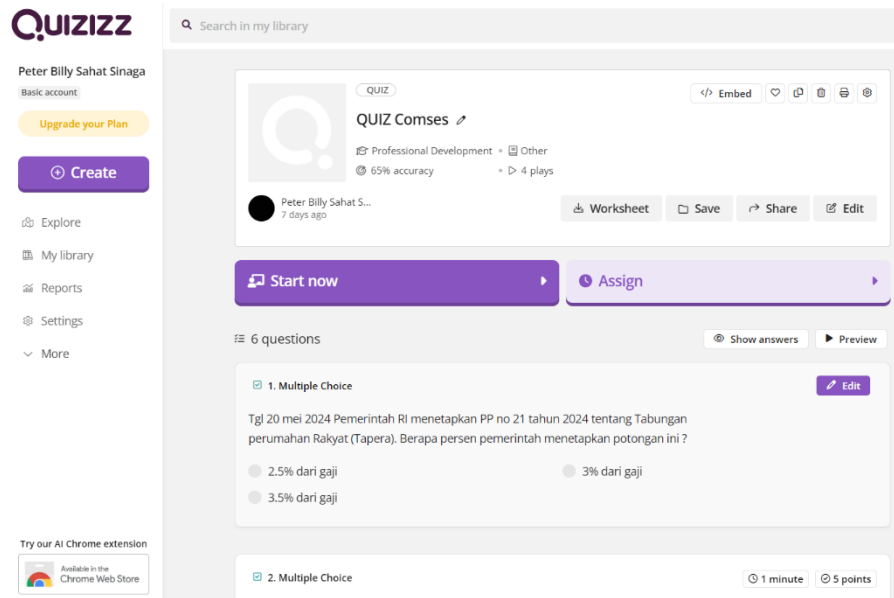 QUIZIZZ
Search in my library
Peter Billy Sahat Sinaga
Basic account
Upgrade your Plan
Create
Explore
My library
Reports
Settings
More
Try our AI Chrome extension
Available in the
Chrome Web Store
QUIZ
</> Embed
QUIZ Comses
Professional Development • Other
65% accuracy • 4 plays
Peter Billy Sahat S...
7 days ago
Worksheet
Save
Share
Edit
Start now
Assign
6 questions
Show answers
Preview
1. Multiple Choice
Edit
Tgl 20 mei 2024 Pemerintah RI menetapkan PP no 21 tahun 2024 tentang Tabungan
perumahan Rakyat (Tapera). Berapa persen pemerintah menetapkan potongan ini ?
2.5% dari gaji
3% dari gaji
3.5% dari gaji
2. Multiple Choice
1 minute
5 points